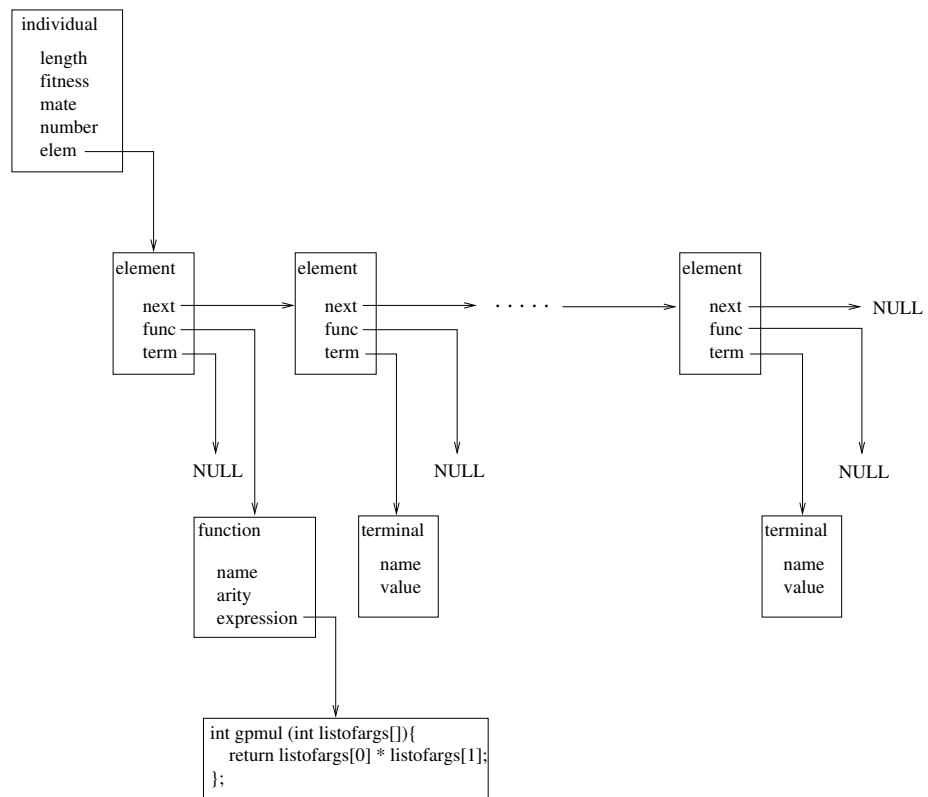 individual
length
fitness
mate
number
elem
element
next
func
term
element
next
func
term
. . . . .
element
next
func
term
NULL
NULL
NULL
NULL
function
name
arity
expression
terminal
name
value
terminal
name
value
int gpmul (int listofargs[]){
return listofargs[0] * listofargs[1];
};